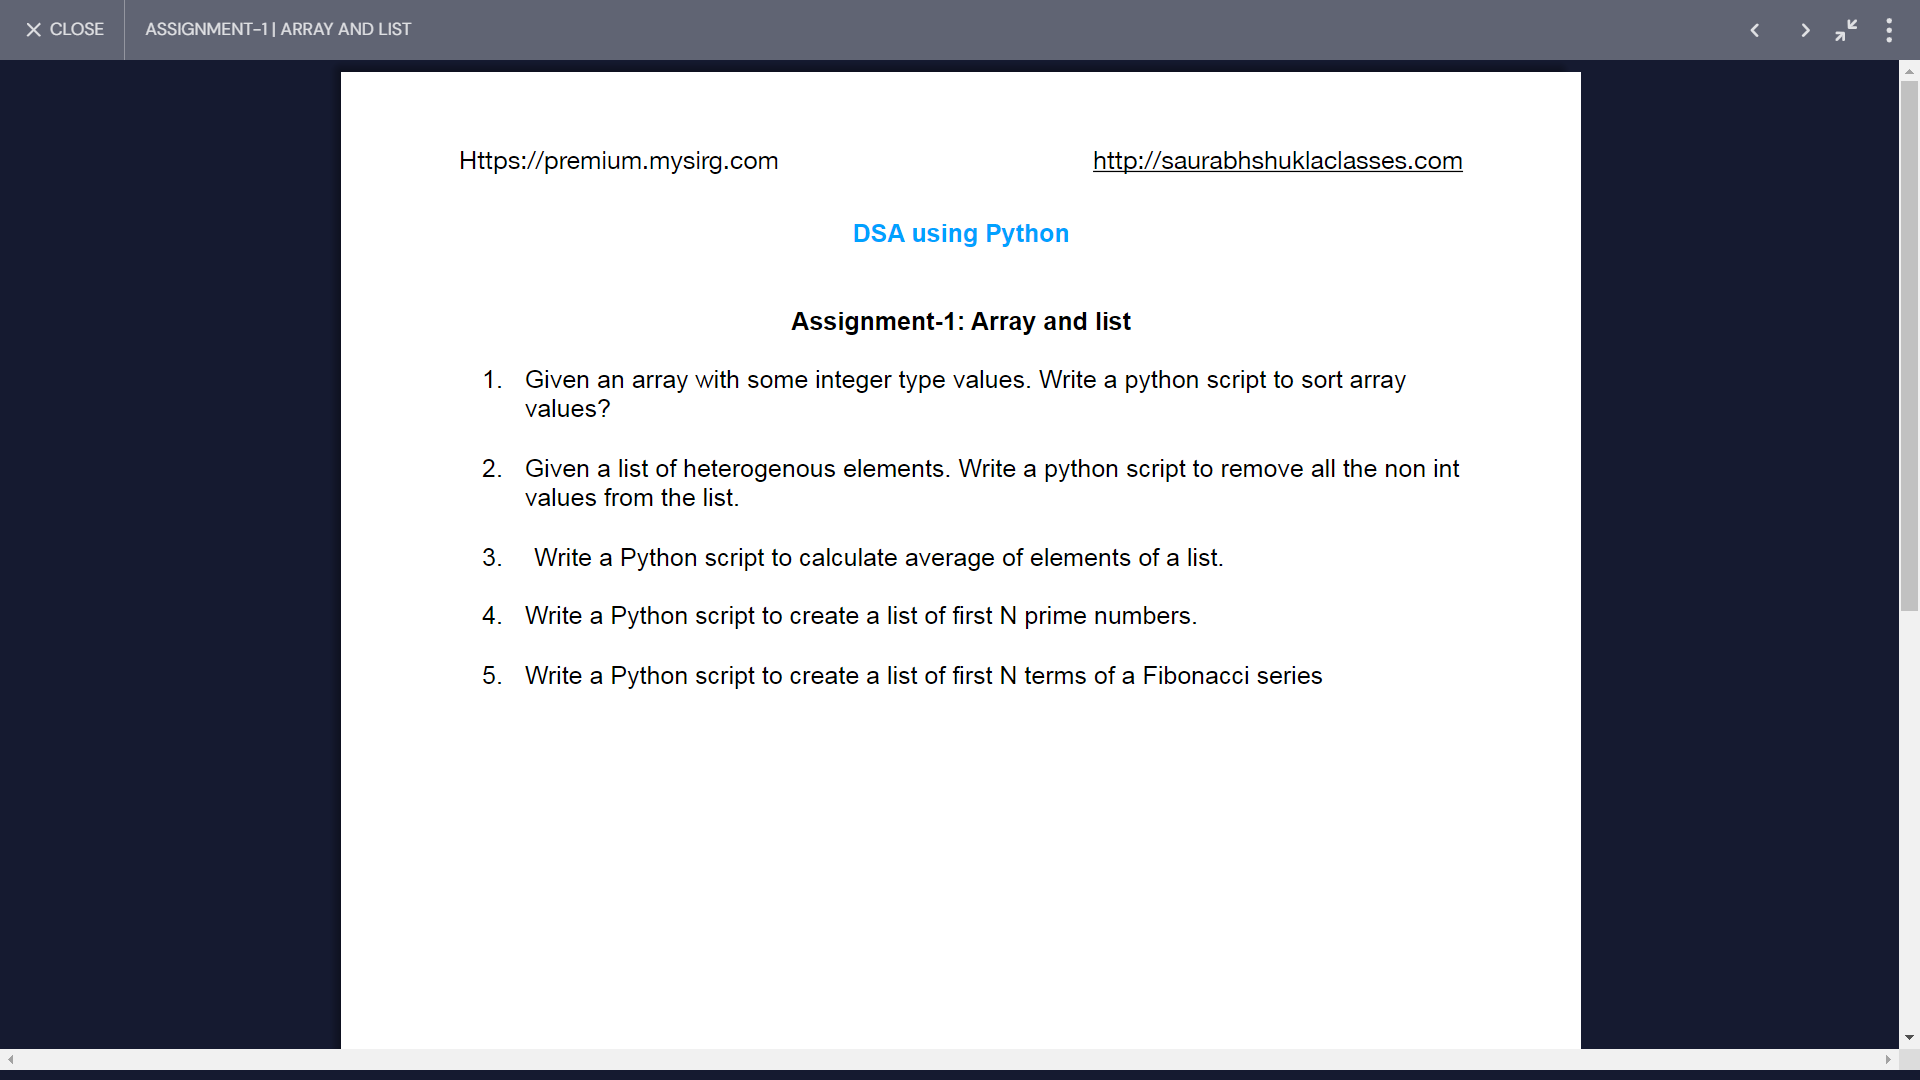 CLOSE
ASSIGNMENT-1 | ARRAY AND LIST
Https://premium.mysirg.com
http://saurabhshuklaclasses.com
DSA using Python
Assignment-1: Array and list
1. Given an array with some integer type values. Write a python script to sort array
values?
2. Given a list of heterogenous elements. Write a python script to remove all the non int
values from the list.
3. Write a Python script to calculate average of elements of a list.
4. Write a Python script to create a list of first N prime numbers.
5. Write a Python script to create a list of first N terms of a Fibonacci series